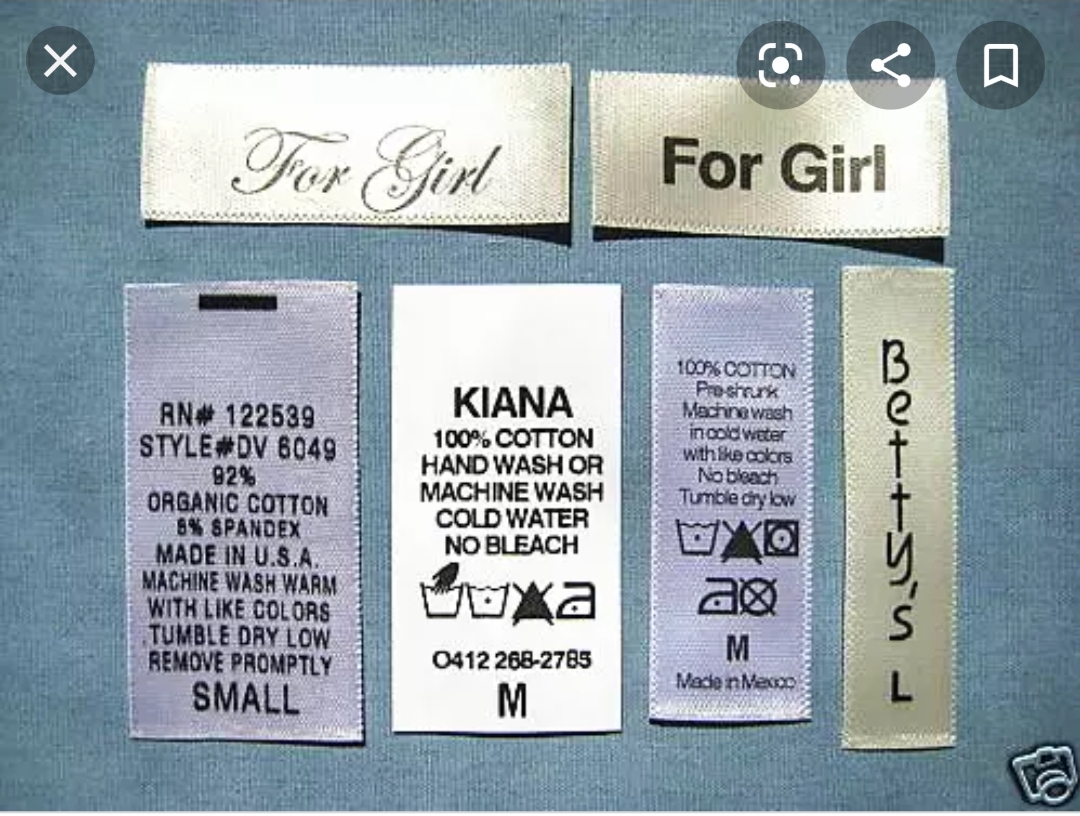 For Girl
For Girl
RN# 122539
STYLE#DV 6049
92%
ORGANIC COTTON
8% SPANDEX
MADE IN U.S.A.
MACHINE WASH WARM
WITH LIKE COLORS
TUMBLE DRY LOW
REMOVE PROMPTLY
SMALL
KIANA
100% COTTON
HAND WASH OR
MACHINE WASH
COLD WATER
NO BLEACH
0412 268-2785
M
100% COTTON
Pre-shrunk
Machine wash
in cold water
with like colors
No bleach
Tumble dry low
M
Made in Mexico
Betty's
L